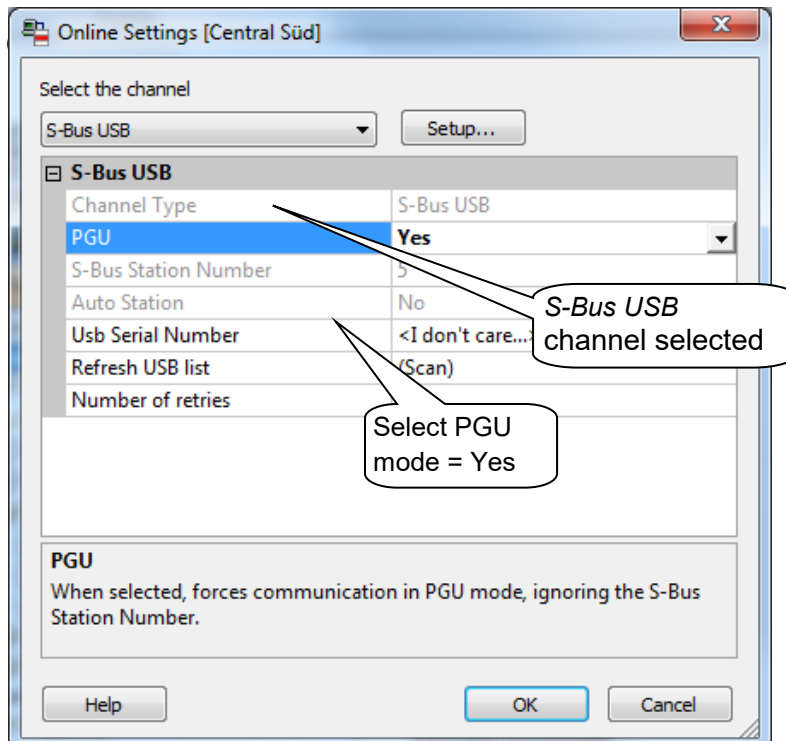 Online Settings [Central Süd]
Select the channel
S-Bus USB
Setup...
S-Bus USB
Channel Type S-Bus USB
PGU Yes
S-Bus Station Number 5
Auto Station No
Usb Serial Number <I don't care...
Refresh USB list (Scan)
Number of retries
S-Bus USB
channel selected
Select PGU
mode = Yes
PGU
When selected, forces communication in PGU mode, ignoring the S-Bus
Station Number.
Help OK Cancel